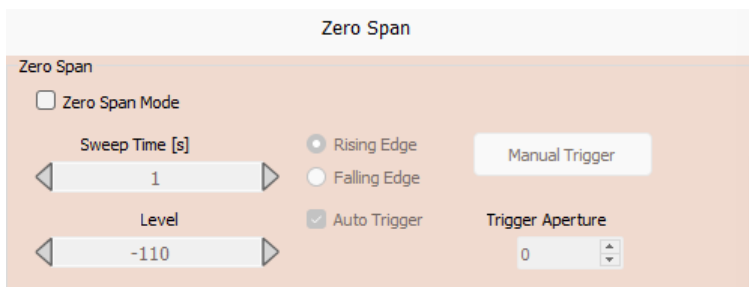 Zero Span
Zero Span
Zero Span Mode
Sweep Time [s]
1
Rising Edge
Falling Edge
Manual Trigger
Level
-110
Auto Trigger
Trigger Aperture
0